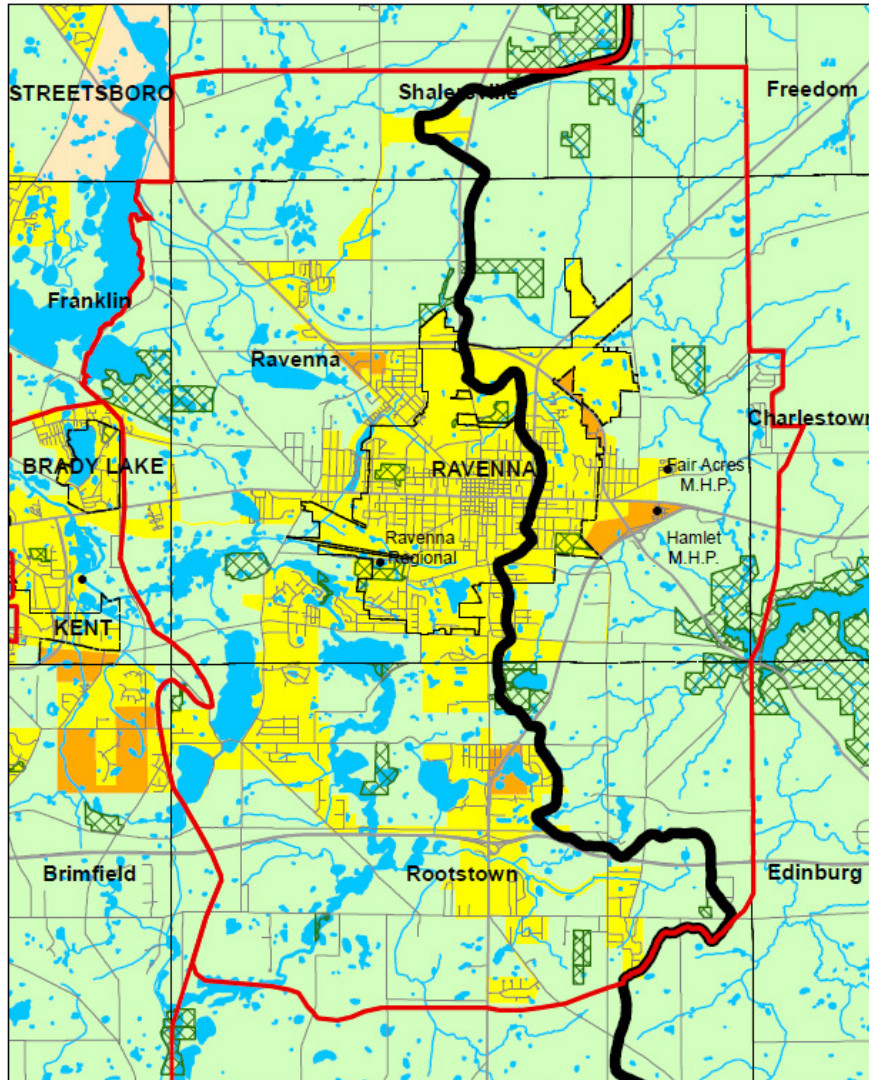 STREETSBORO
Shalersville
Freedom
Franklin
Ravenna
Charlestown
BRADY LAKE
RAVENNA
Fair Acres
M.H.P.
Ravenna
Regional
Hamlet
M.H.P.
KENT
Brimfield
Rootstown
Edinburg